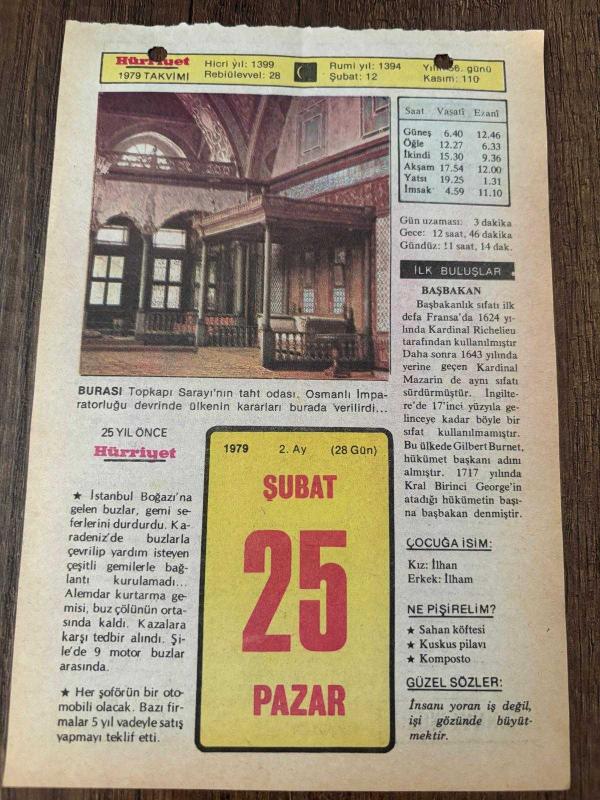 Hürriyet
1979 TAKVİMİ
Hicri yıl: 1399
Rebiülevvel: 28
Rumi yıl: 1394
Şubat: 12
56. günü
Kasım: 110
Saat Vasati Ezanî
Güneş 6.40 12.46
Öğle 12.27 6.33
İkindi 15.30 9.36
Akşam 17.54 12.00
Yatsı 19.25 1.31
İmsak 4.59 11.10
Gün uzaması: 3 dakika
Gece: 12 saat, 46 dakika
Gündüz: 11 saat, 14 dak.
İLK BULUŞLAR
BAŞBAKAN
Başbakanlık sıfatı ilk
defa Fransa'da 1624 yı-
lında Kardinal Richelieu
tarafından kullanılmıştır
Daha sonra 1643 yılında
yerine geçen Kardinal
Mazarin de aynı sıfatı
sürdürmüştür. İngilte-
re'de 17'inci yüzyıla ge-
linceye kadar böyle bir
sıfat kullanılmamıştır.
Bu ülkede Gilbert Burnet,
hükümet başkanı adını
almıştır. 1717 yılında
Kral Birinci George'in
atadığı hükümetin başı-
na başbakan denmiştir.
BURASI Topkapı Sarayı'nın taht odası. Osmanlı İmpa-
ratorluğu devrinde ülkenin kararları burada verilirdi...
25 YIL ÖNCE
Hürriyet
★ İstanbul Boğazı'na
gelen buzlar, gemi se-
ferlerini durdurdu. Ka-
radeniz'de buzlarla
çevrilip yardım isteyen
çeşitli gemilerle bağ-
lantı kurulamadı...
Alemdar kurtarma ge-
misi, buz çölünün orta-
sında kaldı. Kazalara
karşı tedbir alındı. Şi-
le'de 9 motor buzlar
arasında.
★ Her şoförün bir oto-
mobili olacak. Bazı fir-
malar 5 yıl vadeyle satış
yapmayı teklif etti.
1979 2. Ay (28 Gün)
ŞUBAT
25
PAZAR
ÇOCUĞA İSİM:
Kız: İlhan
Erkek: İlham
NE PİŞİRELİM?
★ Sahan köftesi
★ Kuskus pilavı
★ Komposto
GÜZEL SÖZLER:
İnsanı yoran iş değil,
işi gözünde büyüt-
mektir.